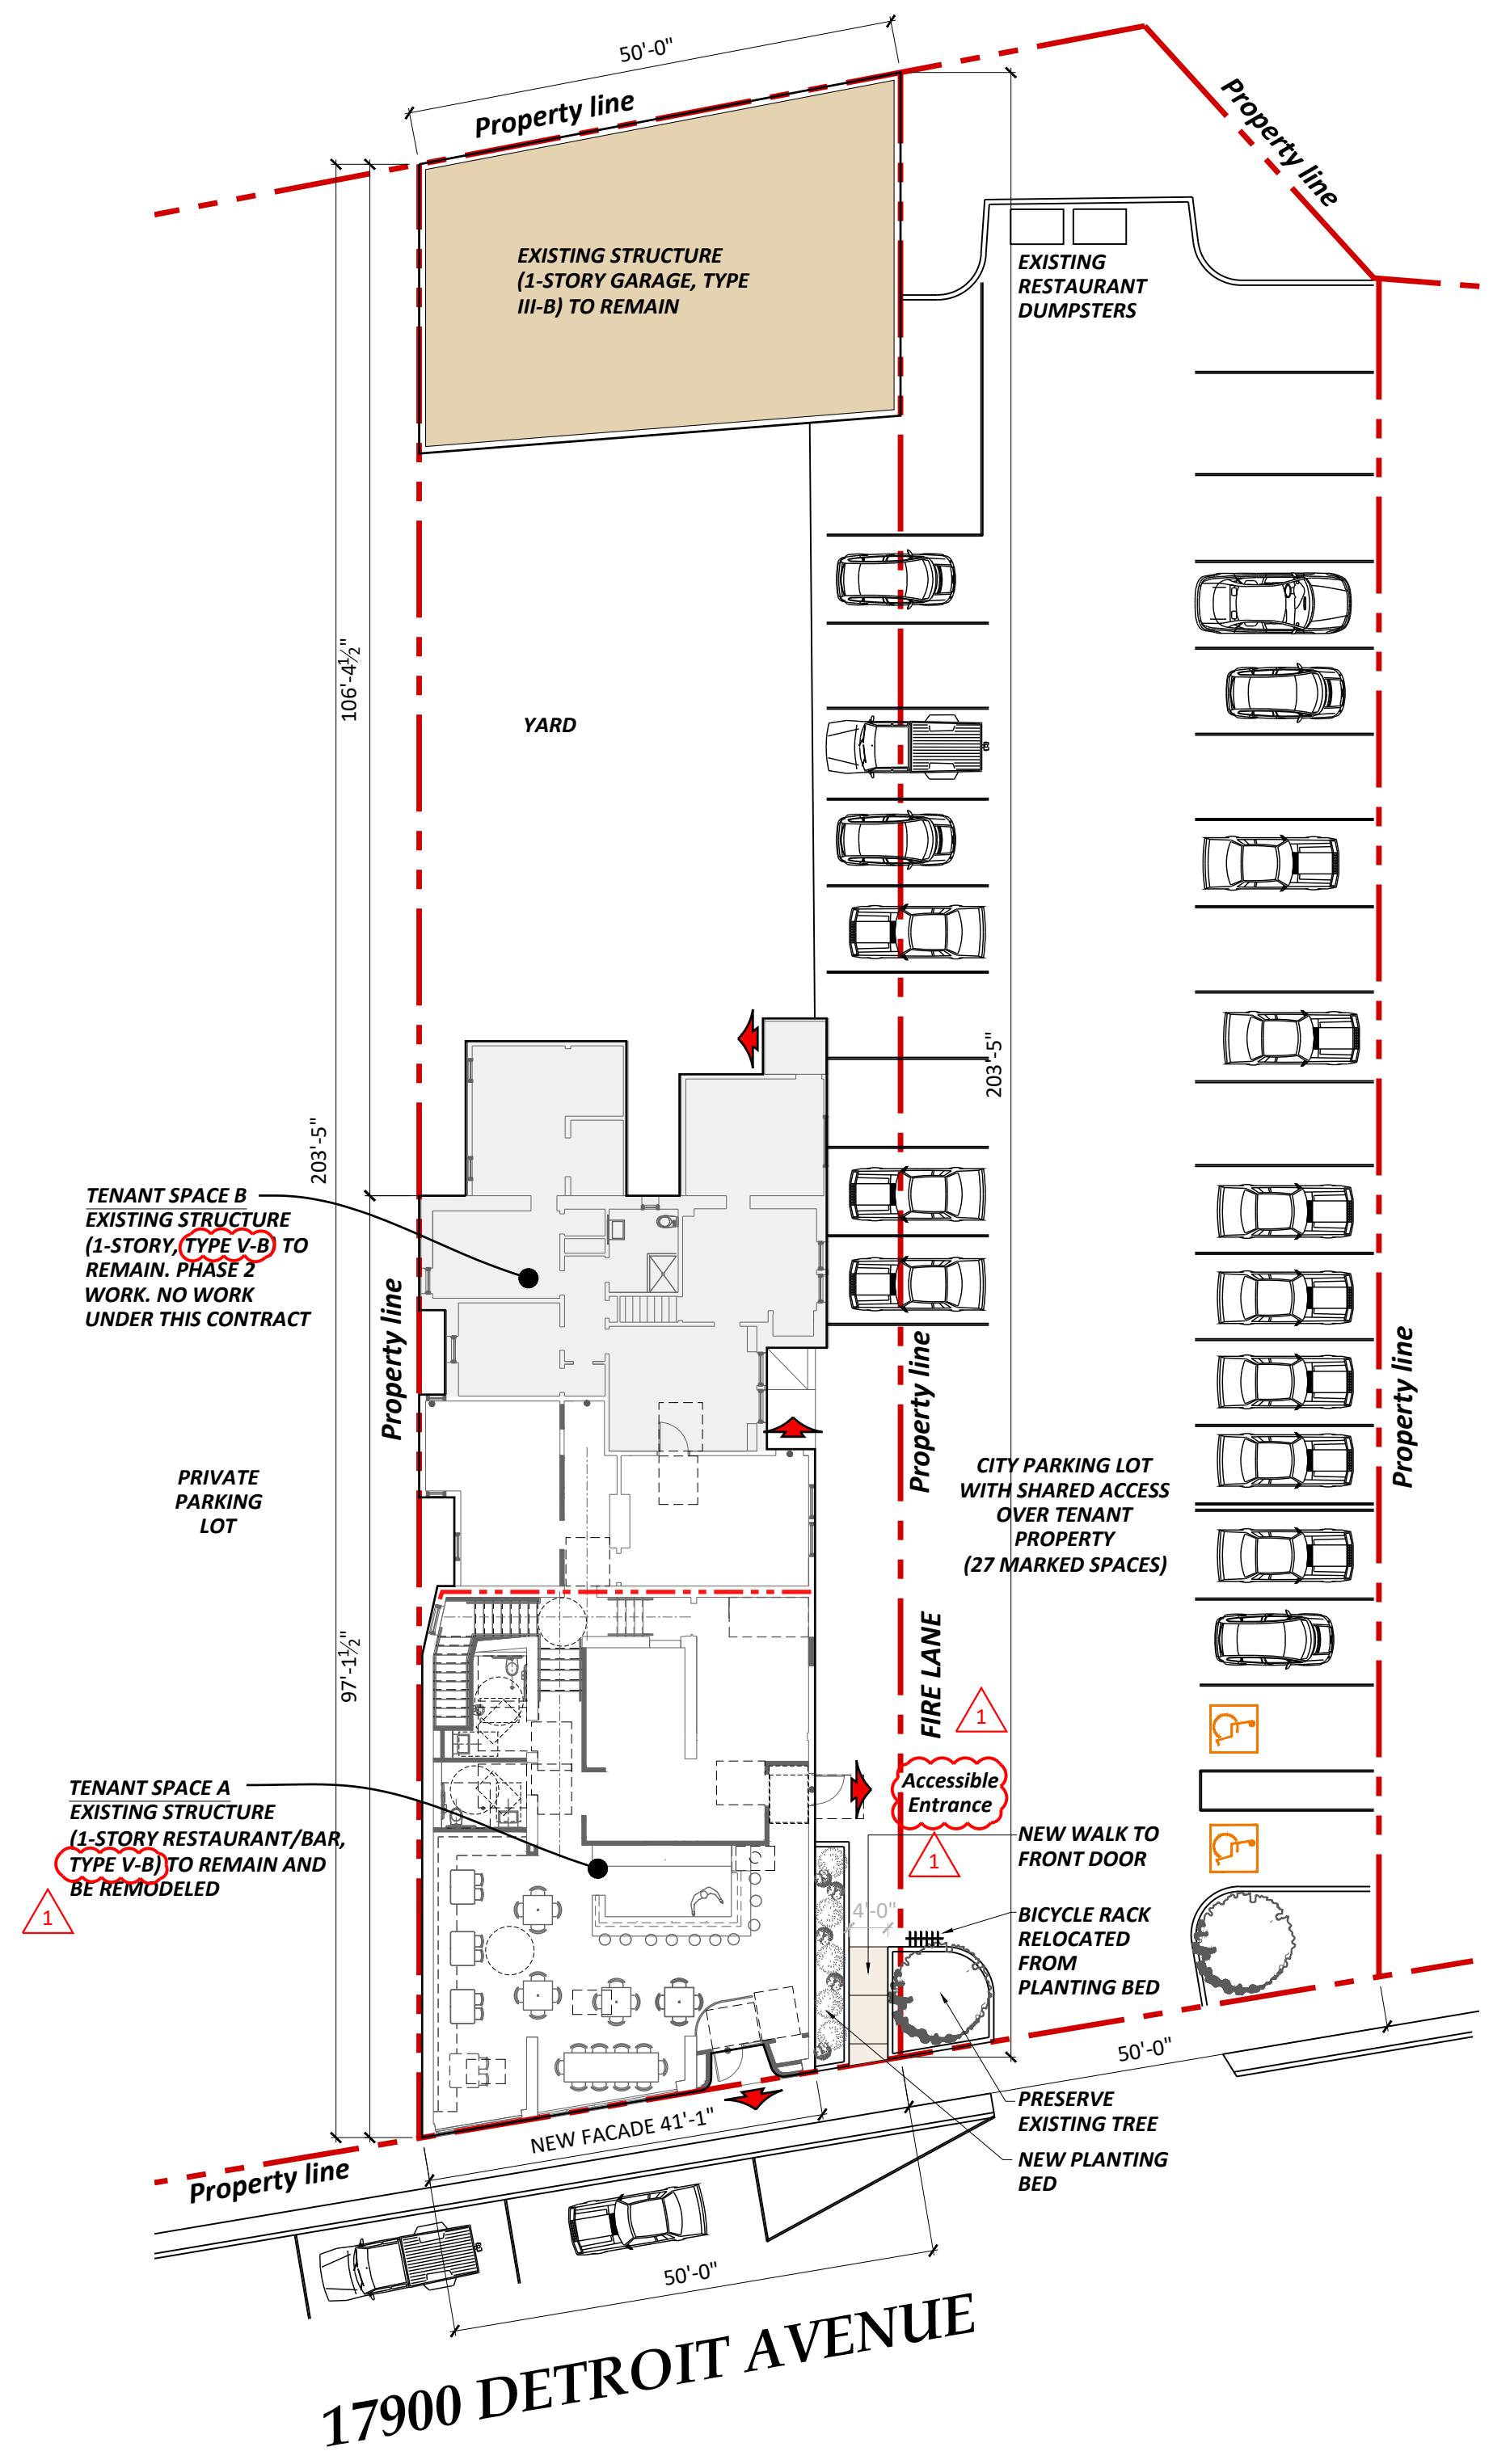 50'-0"
Property line
Property line
EXISTING STRUCTURE
(1-STORY GARAGE, TYPE
III-B) TO REMAIN
EXISTING
RESTAURANT
DUMPSTERS
106'-4½"
YARD
203'-5"
203'-5"
TENANT SPACE B
EXISTING STRUCTURE
(1-STORY, TYPE V-B) TO
REMAIN. PHASE 2
WORK. NO WORK
UNDER THIS CONTRACT
Property line
Property line
Property line
PRIVATE
PARKING
LOT
CITY PARKING LOT
WITH SHARED ACCESS
OVER TENANT
PROPERTY
(27 MARKED SPACES)
97'-1½"
FIRE LANE
1
TENANT SPACE A
EXISTING STRUCTURE
(1-STORY RESTAURANT/BAR,
TYPE V-B) TO REMAIN AND
BE REMODELED
1
Accessible
Entrance
1
NEW WALK TO
FRONT DOOR
4'-0"
BICYCLE RACK
RELOCATED
FROM
PLANTING BED
50'-0"
PRESERVE
EXISTING TREE
NEW PLANTING
BED
NEW FACADE 41'-1"
Property line
50'-0"
17900 DETROIT AVENUE